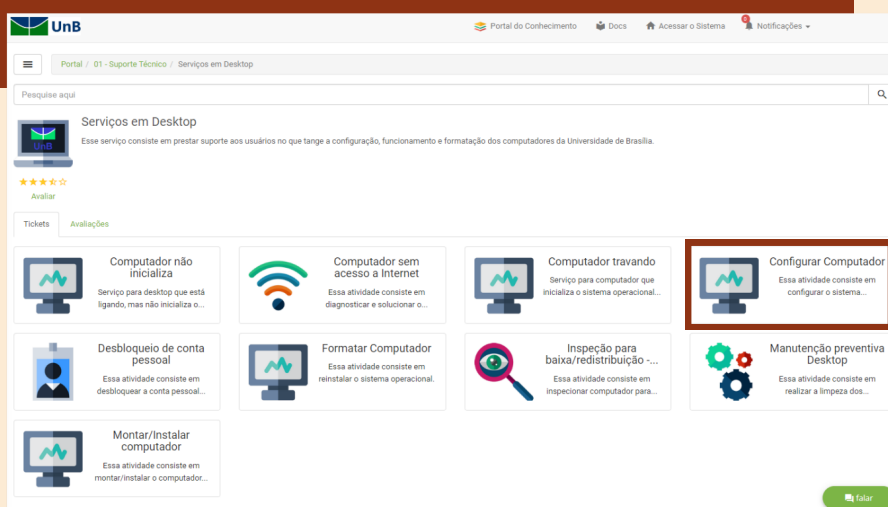 UnB
Portal do Conhecimento Docs Acessar o Sistema 0 Notificações
Portal / 01 - Suporte Técnico / Serviços em Desktop
Pesquise aqui
Serviços em Desktop
Esse serviço consiste em prestar suporte aos usuários no que tange a configuração, funcionamento e formatação dos computadores da Universidade de Brasília.
UnB
Avaliar
Tickets Avaliações
Computador não
inicializa
Serviço para desktop que está
ligando, mas não inicializa o...
Computador sem
acesso a Internet
Essa atividade consiste em
diagnosticar e solucionar o...
Computador travando
Serviço para computador que
inicializa o sistema operacional...
Configurar Computador
Essa atividade consiste em
configurar o sistema...
Desbloqueio de conta
pessoal
Essa atividade consiste em
desbloquear a conta pessoal...
Formatar Computador
Essa atividade consiste em
reinstalar o sistema operacional.
Inspeção para
baixa/redistribuição -...
Essa atividade consiste em
inspecionar computador para...
Manutenção preventiva
Desktop
Essa atividade consiste em
realizar a limpeza dos...
Montar/Instalar
computador
Essa atividade consiste em
montar/instalar o computador...
falar